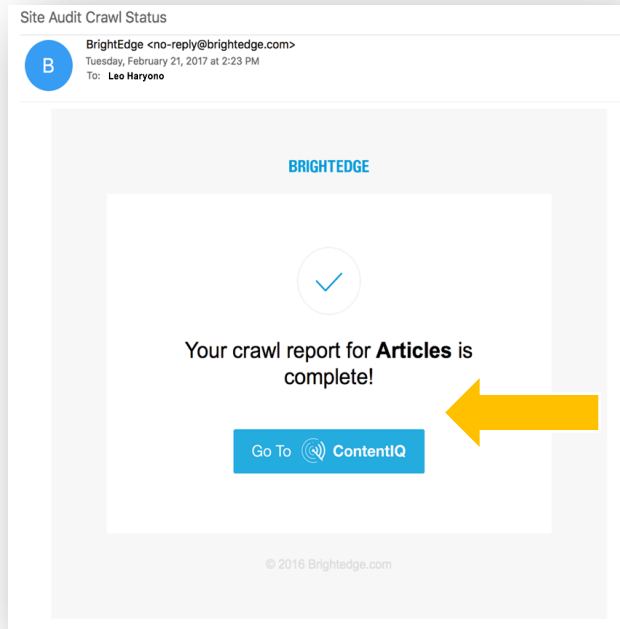 Site Audit Crawl Status
BrightEdge <no-reply@brightedge.com>
B
Tuesday, February 21, 2017 at 2:23 PM
To: Leo Haryono
BRIGHTEDGE
Your crawl report for Articles is
complete!
Go To ContentIQ
© 2016 Brightedge.com